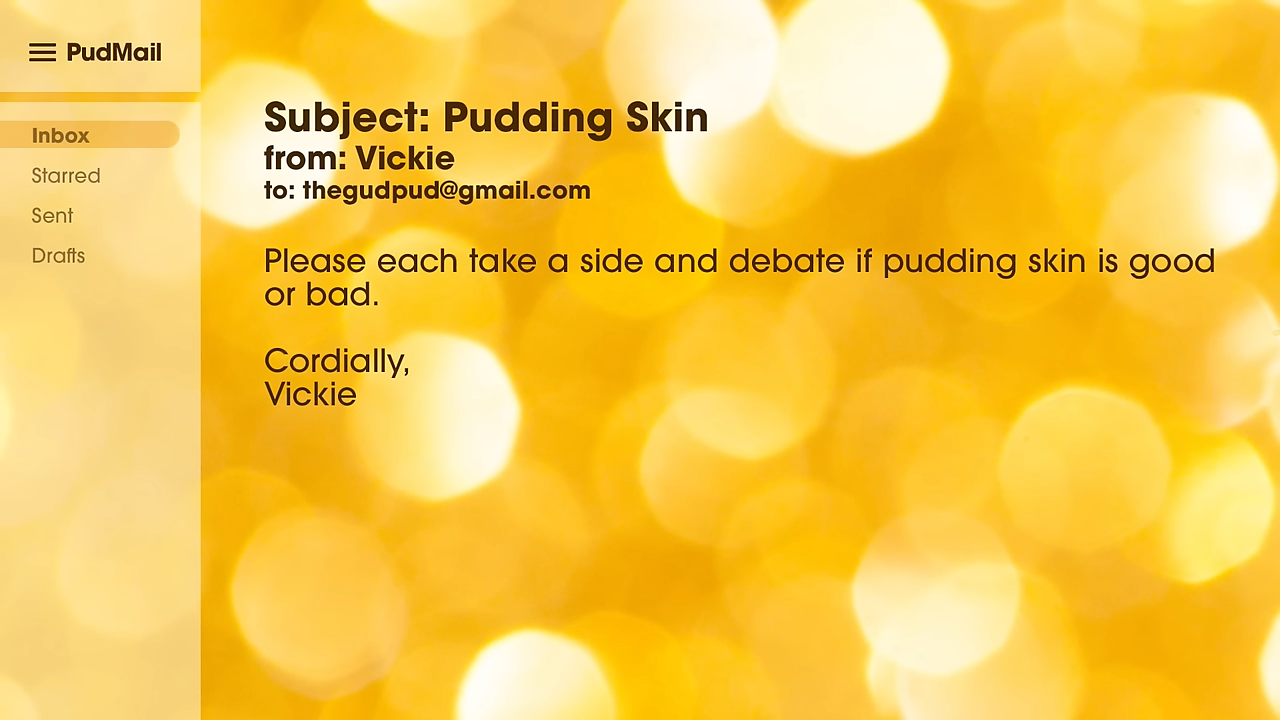 PudMail
Inbox
Starred
Sent
Drafts
Subject: Pudding Skin
from: Vickie
to: thegudpud@gmail.com
Please each take a side and debate if pudding skin is good
or bad.
Cordially,
Vickie